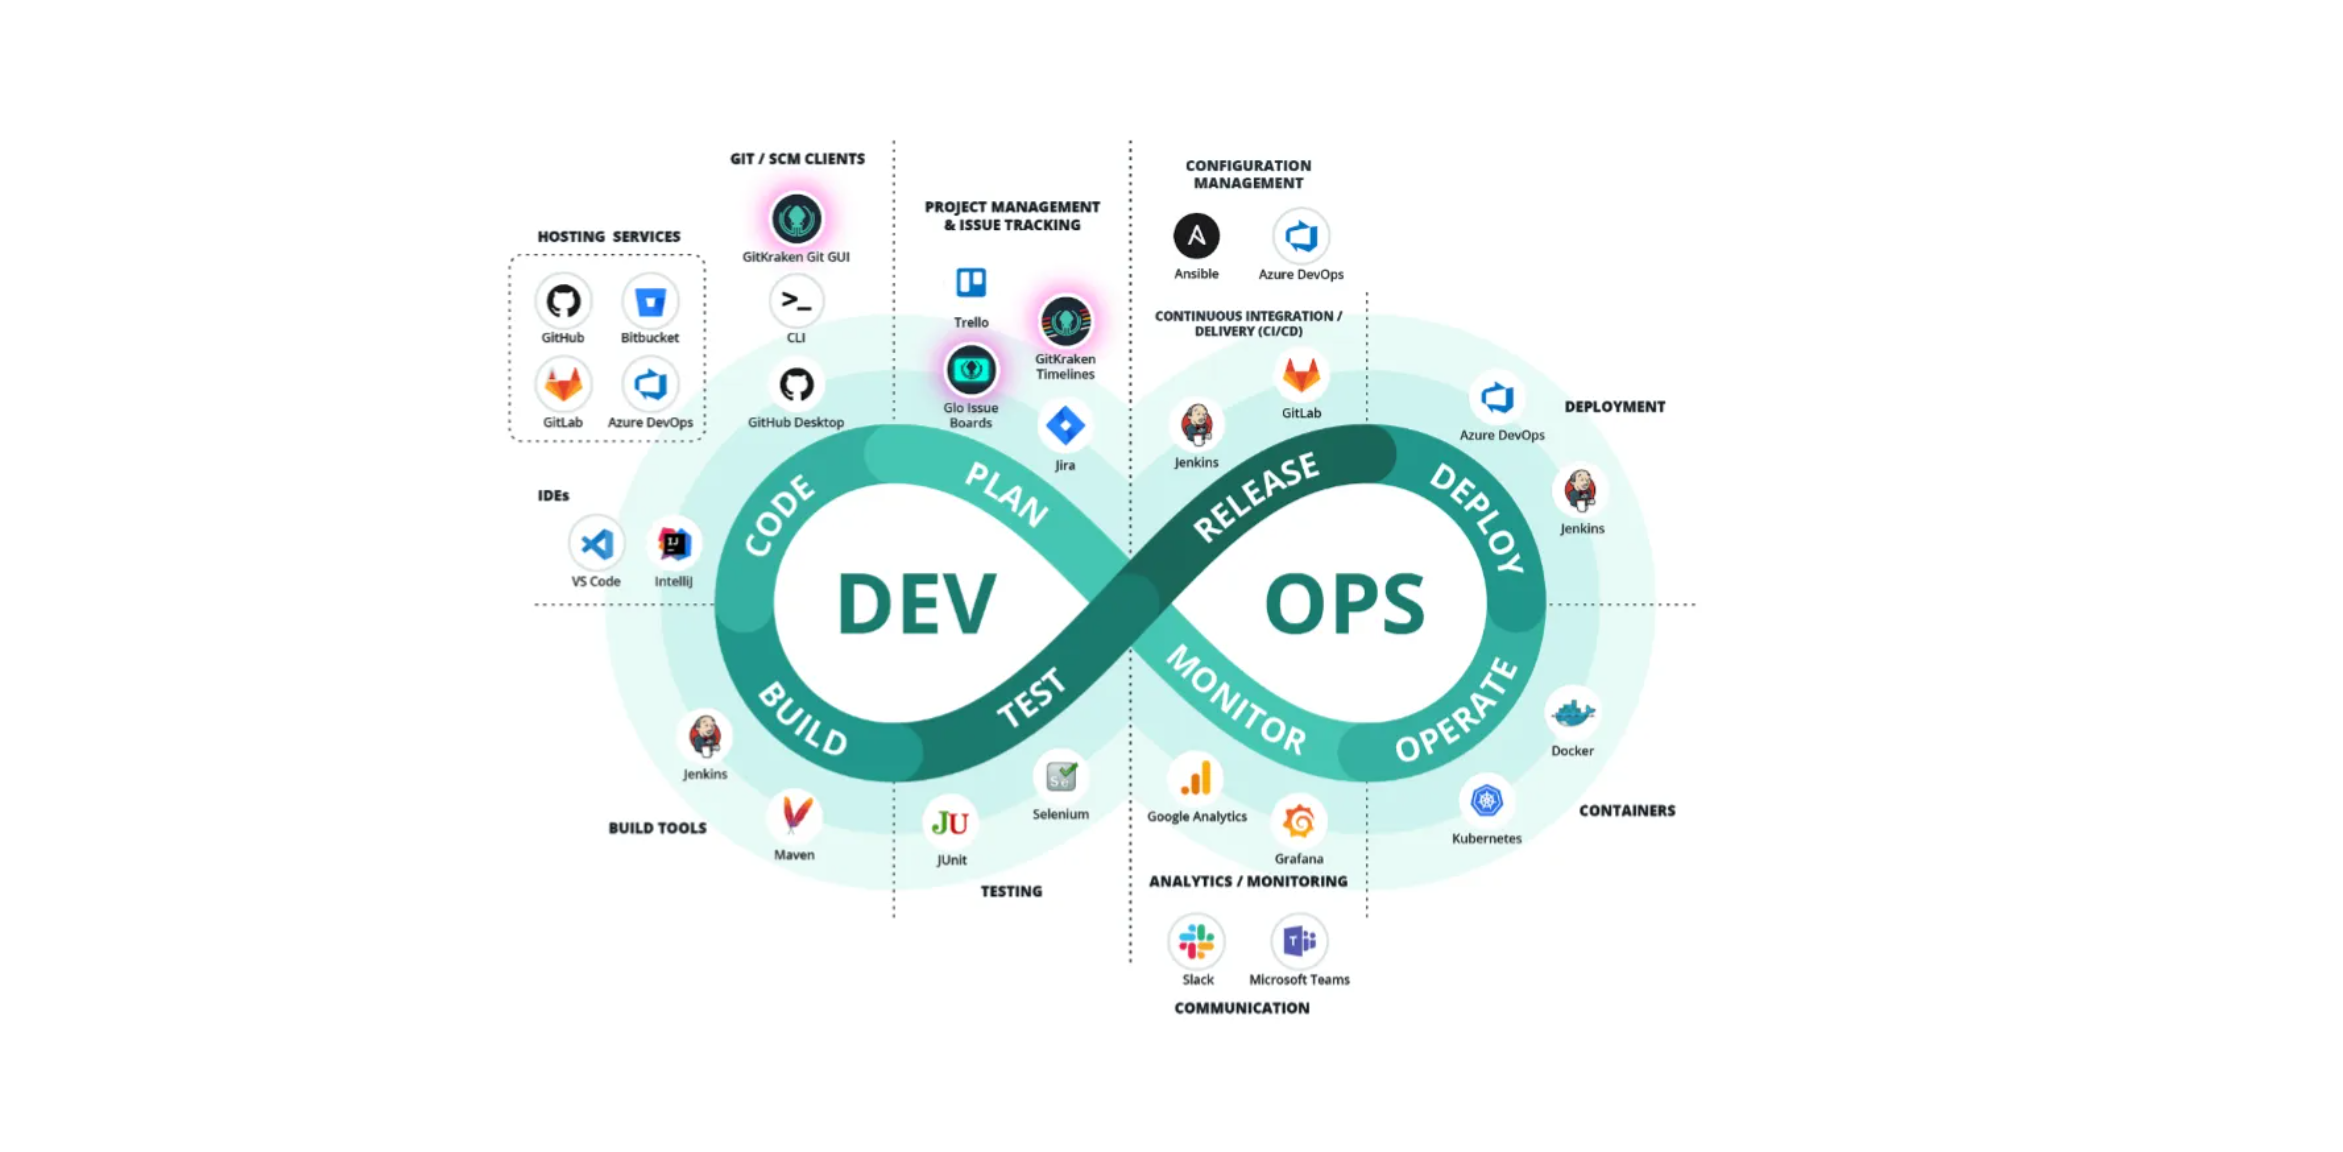 GIT / SCM CLIENTS
GitKraken Git GUI
CLI
GitHub Desktop
HOSTING SERVICES
GitHub
Bitbucket
GitLab
Azure DevOps
IDEs
VS Code
IntelliJ
IJ
PROJECT MANAGEMENT
& ISSUE TRACKING
Trello
GitKraken
Timelines
Glo Issue
Boards
Jira
CONFIGURATION
MANAGEMENT
Ansible
Azure DevOps
CONTINUOUS INTEGRATION /
DELIVERY (CI/CD)
GitLab
Jenkins
DEPLOYMENT
Azure DevOps
Jenkins
CODE
PLAN
RELEASE
DEPLOY
DEV
OPS
BUILD
TEST
MONITOR
OPERATE
Jenkins
Maven
BUILD TOOLS
JU
JUnit
Se
Selenium
TESTING
Google Analytics
Grafana
ANALYTICS / MONITORING
Slack
T
Microsoft Teams
COMMUNICATION
Docker
Kubernetes
CONTAINERS